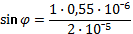 sin φ = (1 · 0,55 · 10⁻⁶) / (2 · 10⁻⁵)